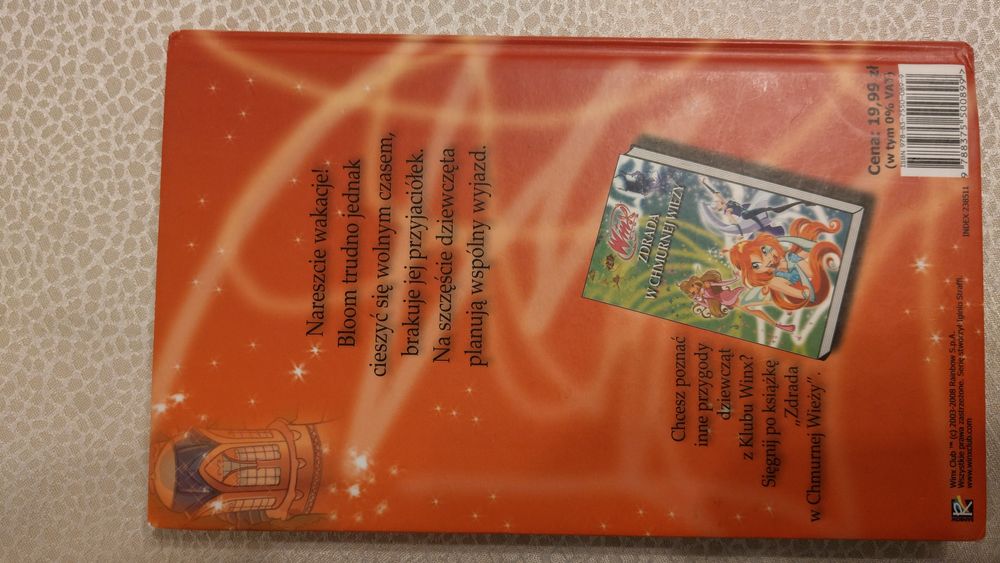 Nareszcie wakacje!
Bloom trudno jednak
cieszyć się wolnym czasem,
brakuje jej przyjaciółek.
Na szczęście dziewczęta
planują wspólny wyjazd.
Chcesz poznać
inne przygody
dziewcząt
z Klubu Winx?
Sięgnij po książkę
„Zdrada
w Chmurnej Wieży".
Winx
ZDRADA
W CHMURNEJ WIEŻY
Winx Club ™ (c) 2003-2008 Rainbow S.p.A.
Wszystkie prawa zastrzeżone. Serię stworzył Iginio Straffi.
www.winxclub.com
RAINBOW
INDEX 238511
Cena: 19,99 zł
(w tym 0% VAT)